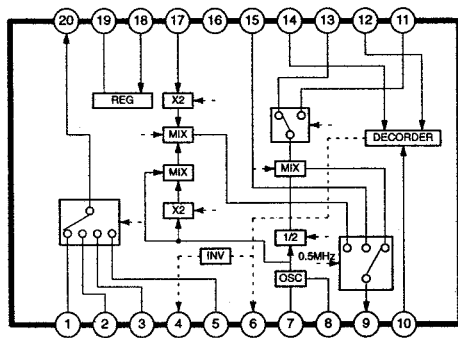 20 19 18 17 16 15 14 13 12 11
REG
X2
MIX
DECORDER
MIX
MIX
X2
1/2
INV
0.5MHz
OSC
1 2 3 4 5 6 7 8 9 10